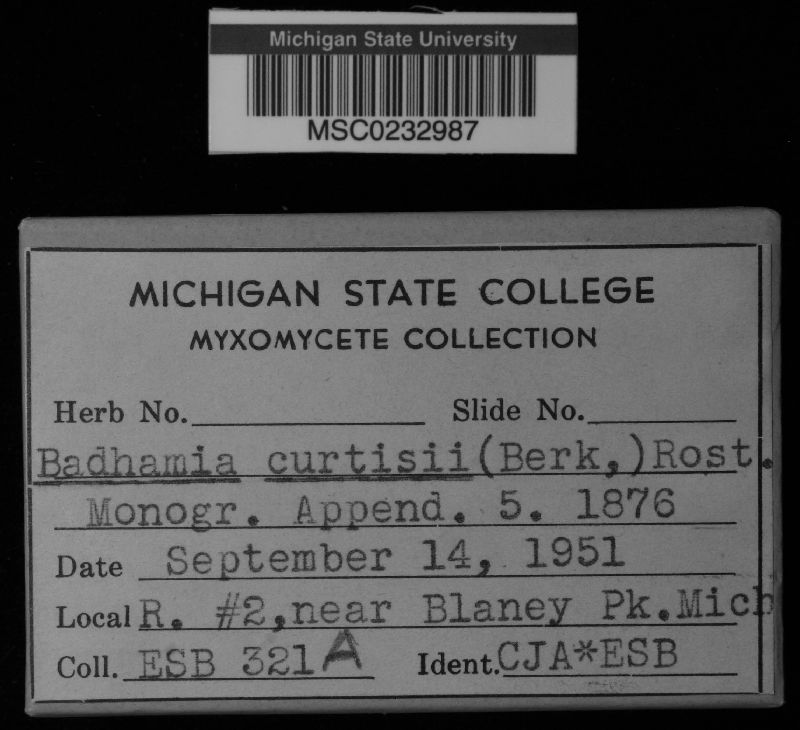 Michigan State University
MSC0232987
MICHIGAN STATE COLLEGE
MYXOMYCETE COLLECTION
Herb No. Slide No.
Badhamia curtisii (Berk,) Rost.
Monogr. Append. 5. 1876
Date September 14, 1951
Local R. #2, near Blaney Pk. Mich
Coll. ESB 321 A Ident. CJA*ESB